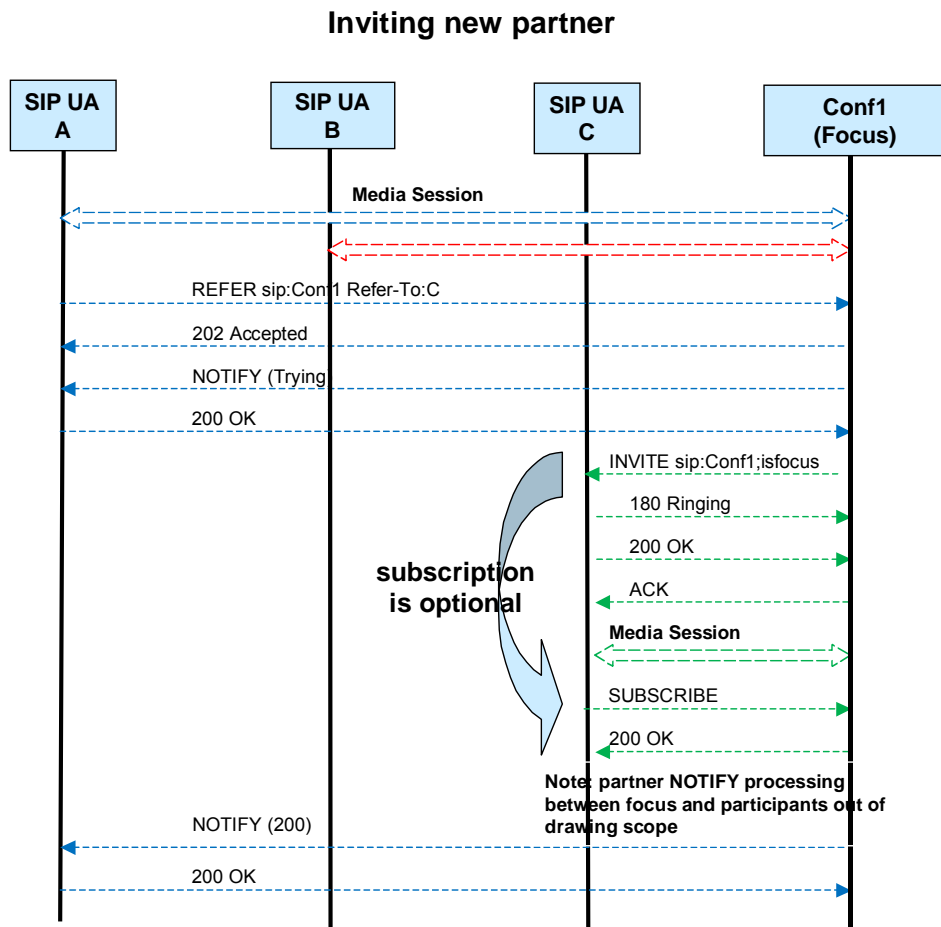 Inviting new partner
SIP UA
A
SIP UA
B
SIP UA
C
Conf1
(Focus)
Media Session
REFER sip:Conf1 Refer-To:C
202 Accepted
NOTIFY (Trying
200 OK
INVITE sip:Conf1;isfocus
180 Ringing
200 OK
subscription
is optional
ACK
Media Session
SUBSCRIBE
200 OK
Note: partner NOTIFY processing
between focus and participants out of
drawing scope
NOTIFY (200)
200 OK